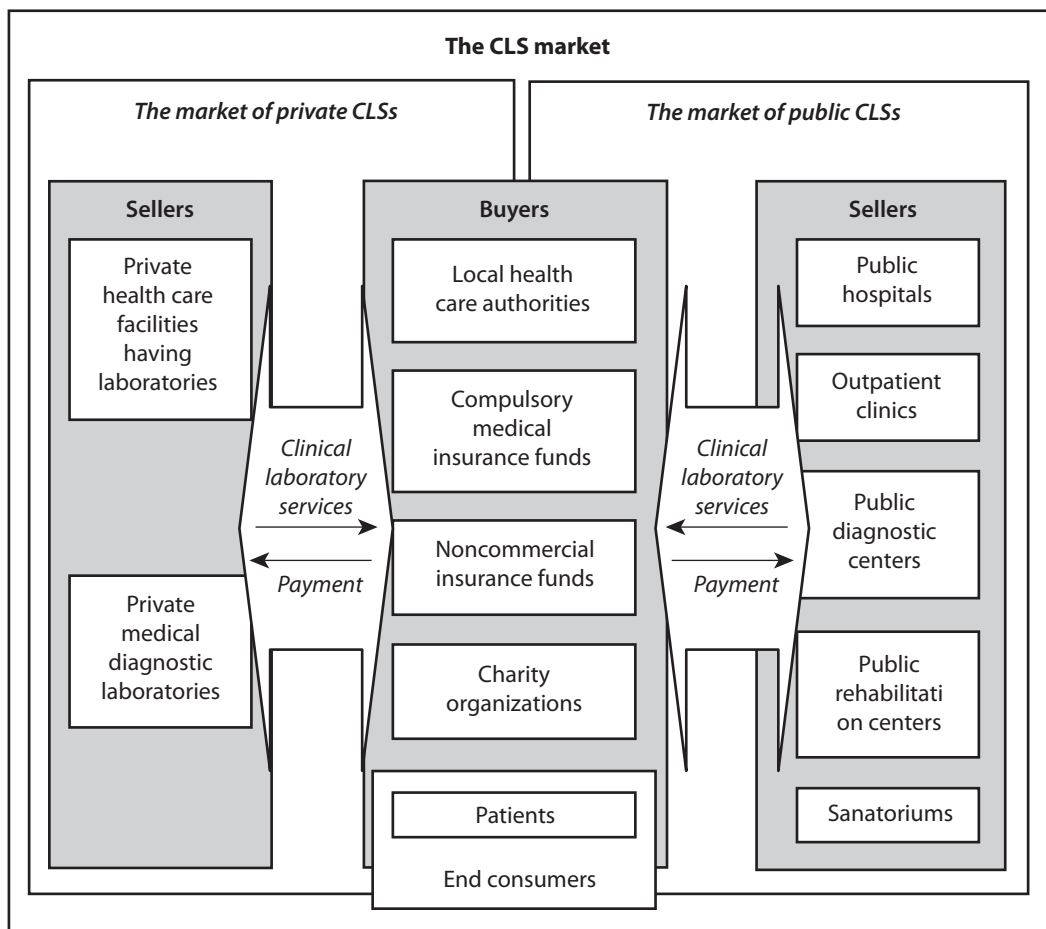 The CLS market
The market of private CLSs
The market of public CLSs
Sellers
Private
health care
facilities
having
laboratories
Private
medical
diagnostic
laboratories
Clinical
laboratory
services
Payment
Buyers
Local health
care authorities
Compulsory
medical
insurance funds
Noncommercial
insurance funds
Charity
organizations
Patients
End consumers
Clinical
laboratory
services
Payment
Sellers
Public
hospitals
Outpatient
clinics
Public
diagnostic
centers
Public
rehabilitati
on centers
Sanatoriums